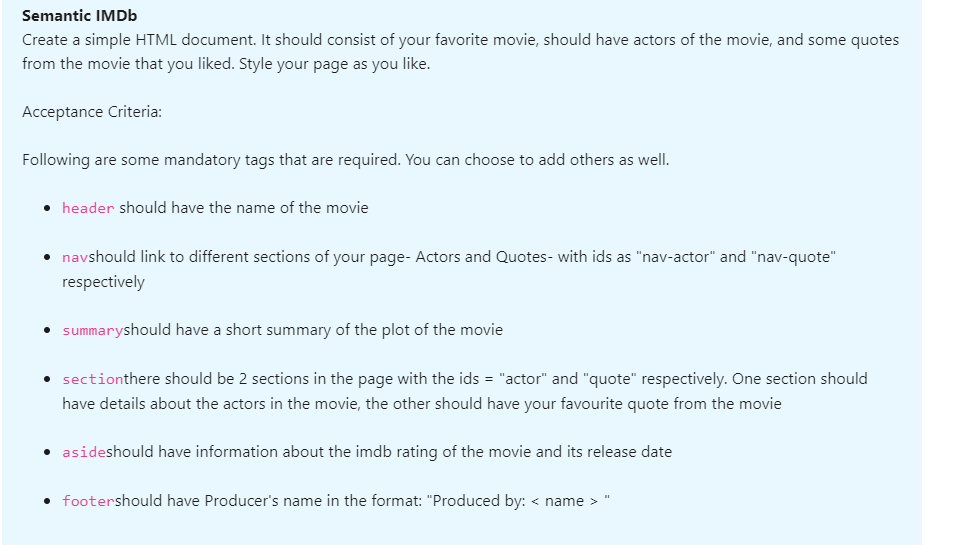 Semantic IMDb
Create a simple HTML document. It should consist of your favorite movie, should have actors of the movie, and some quotes
from the movie that you liked. Style your page as you like.
Acceptance Criteria:
Following are some mandatory tags that are required. You can choose to add others as well.
• header should have the name of the movie
• navshould link to different sections of your page- Actors and Quotes- with ids as "nav-actor" and "nav-quote"
respectively
• summaryshould have a short summary of the plot of the movie
• sectionthere should be 2 sections in the page with the ids = "actor" and "quote" respectively. One section should
have details about the actors in the movie, the other should have your favourite quote from the movie
• asideshould have information about the imdb rating of the movie and its release date
• footershould have Producer's name in the format: "Produced by: < name > "